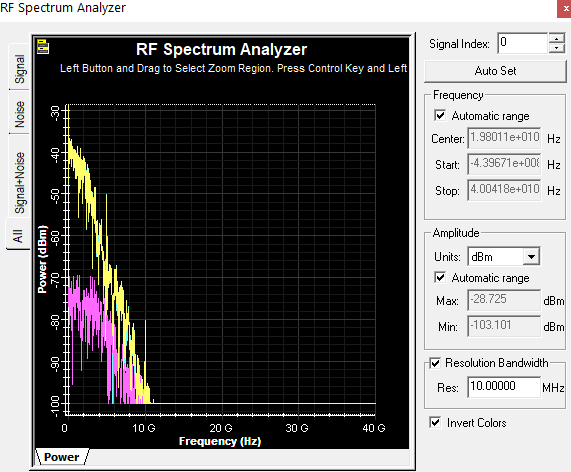 RF Spectrum Analyzer
x
RF Spectrum Analyzer
Left Button and Drag to Select Zoom Region. Press Control Key and Left
Signal
Noise
Signal+Noise
All
Power (dBm)
-30
-40
-50
-60
-70
-80
-90
-100
0
10 G
20 G
30 G
40 G
Frequency (Hz)
Power
Signal Index: 0
Auto Set
Frequency
Automatic range
Center: 1.98011e+010 Hz
Start: -4.39671e+008 Hz
Stop: 4.00418e+010 Hz
Amplitude
Units: dBm
Automatic range
Max: -28.725 dBm
Min: -103.101 dBm
Resolution Bandwidth
Res: 10.00000 MHz
Invert Colors